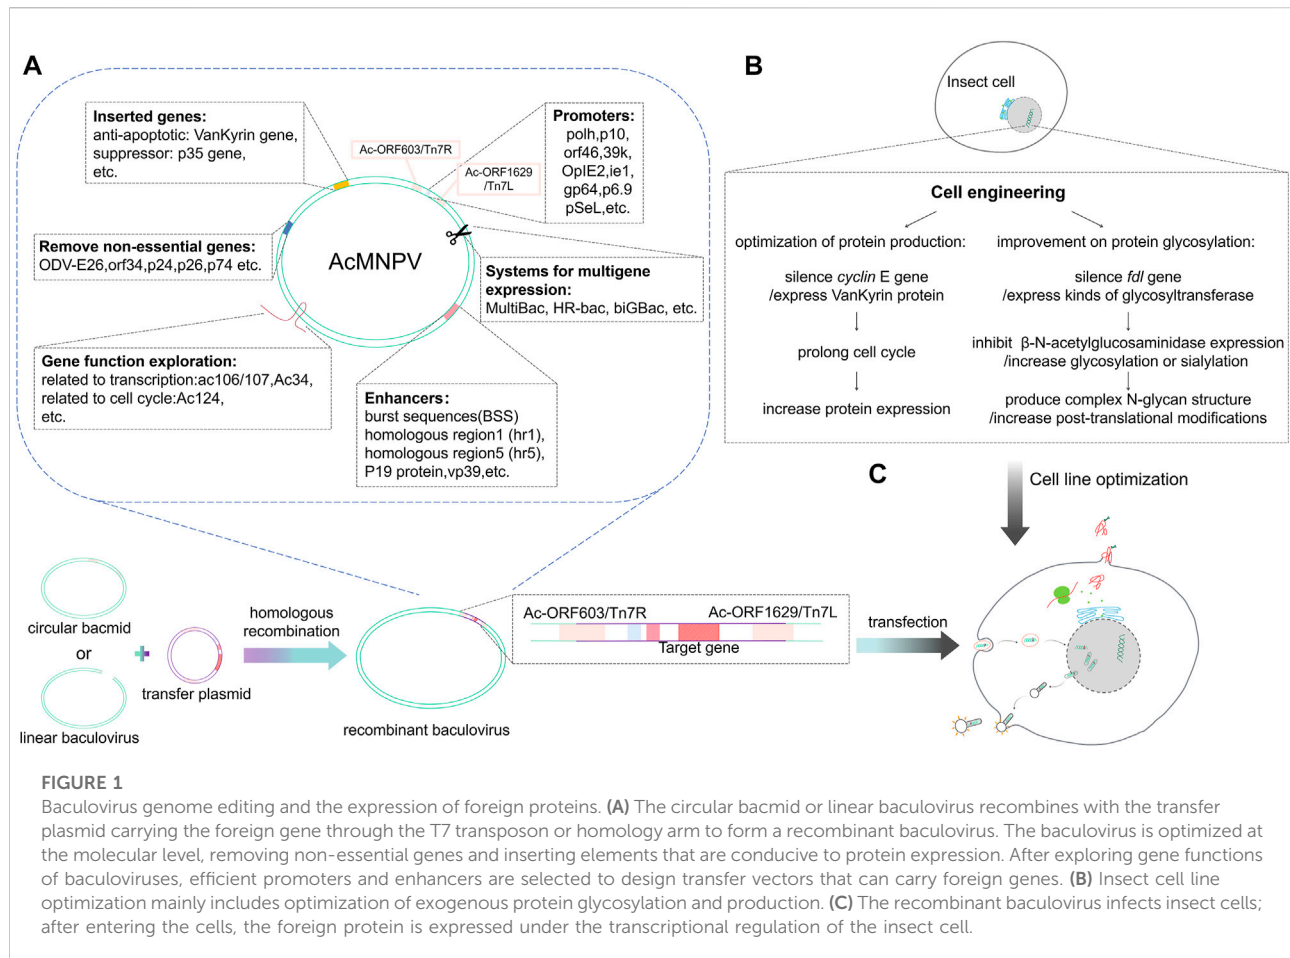 A
Inserted genes:
anti-apoptotic: VanKyrin gene,
suppressor: p35 gene,
etc.
Ac-ORF603/Tn7R
Ac-ORF1629
/Tn7L
Promoters:
polh,p10,
orf46,39k,
OpIE2,ie1,
gp64,p6.9
pSeL,etc.
Remove non-essential genes:
ODV-E26,orf34,p24,p26,p74 etc.
AcMNPV
Systems for multigene
expression:
MultiBac, HR-bac, biGBac, etc.
Gene function exploration:
related to transcription:ac106/107,Ac34,
related to cell cycle:Ac124,
etc.
Enhancers:
burst sequences(BSS)
homologous region1 (hr1),
homologous region5 (hr5),
P19 protein,vp39,etc.
circular bacmid
or
linear baculovirus
transfer plasmid
homologous
recombination
recombinant baculovirus
Ac-ORF603/Tn7R Ac-ORF1629/Tn7L
Target gene
transfection
B
Insect cell
Cell engineering
optimization of protein production:
silence cyclin E gene
/express VanKyrin protein
prolong cell cycle
increase protein expression
improvement on protein glycosylation:
silence fdl gene
/express kinds of glycosyltransferase
inhibit β-N-acetylglucosaminidase expression
/increase glycosylation or sialylation
produce complex N-glycan structure
/increase post-translational modifications
C
Cell line optimization
FIGURE 1
Baculovirus genome editing and the expression of foreign proteins. (A) The circular bacmid or linear baculovirus recombines with the transfer
plasmid carrying the foreign gene through the T7 transposon or homology arm to form a recombinant baculovirus. The baculovirus is optimized at
the molecular level, removing non-essential genes and inserting elements that are conducive to protein expression. After exploring gene functions
of baculoviruses, efficient promoters and enhancers are selected to design transfer vectors that can carry foreign genes. (B) Insect cell line
optimization mainly includes optimization of exogenous protein glycosylation and production. (C) The recombinant baculovirus infects insect cells;
after entering the cells, the foreign protein is expressed under the transcriptional regulation of the insect cell.